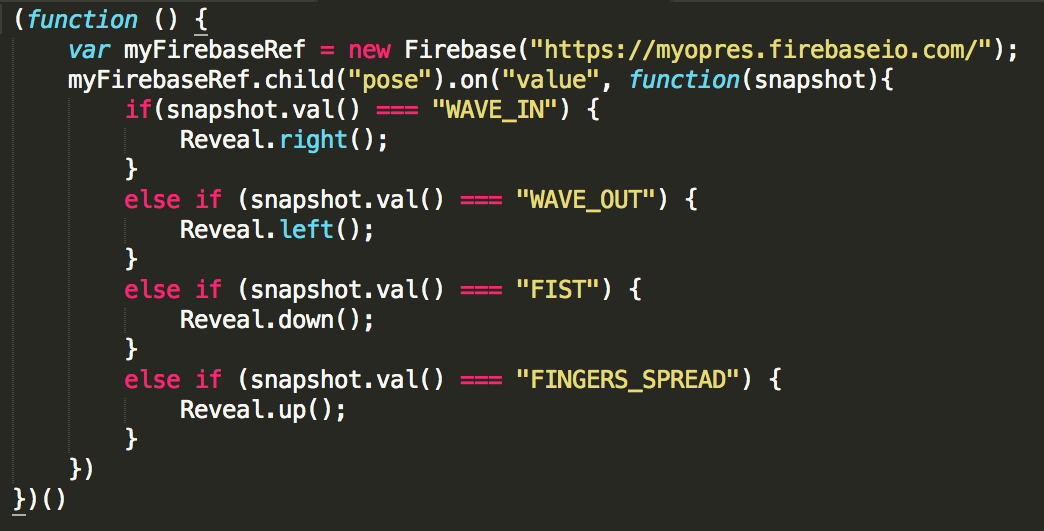 (function () {
    var myFirebaseRef = new Firebase("https://myopres.firebaseio.com/");
    myFirebaseRef.child("pose").on("value", function(snapshot){
        if(snapshot.val() === "WAVE_IN") {
            Reveal.right();
        }
        else if (snapshot.val() === "WAVE_OUT") {
            Reveal.left();
        }
        else if (snapshot.val() === "FIST") {
            Reveal.down();
        }
        else if (snapshot.val() === "FINGERS_SPREAD") {
            Reveal.up();
        }
    })
})()